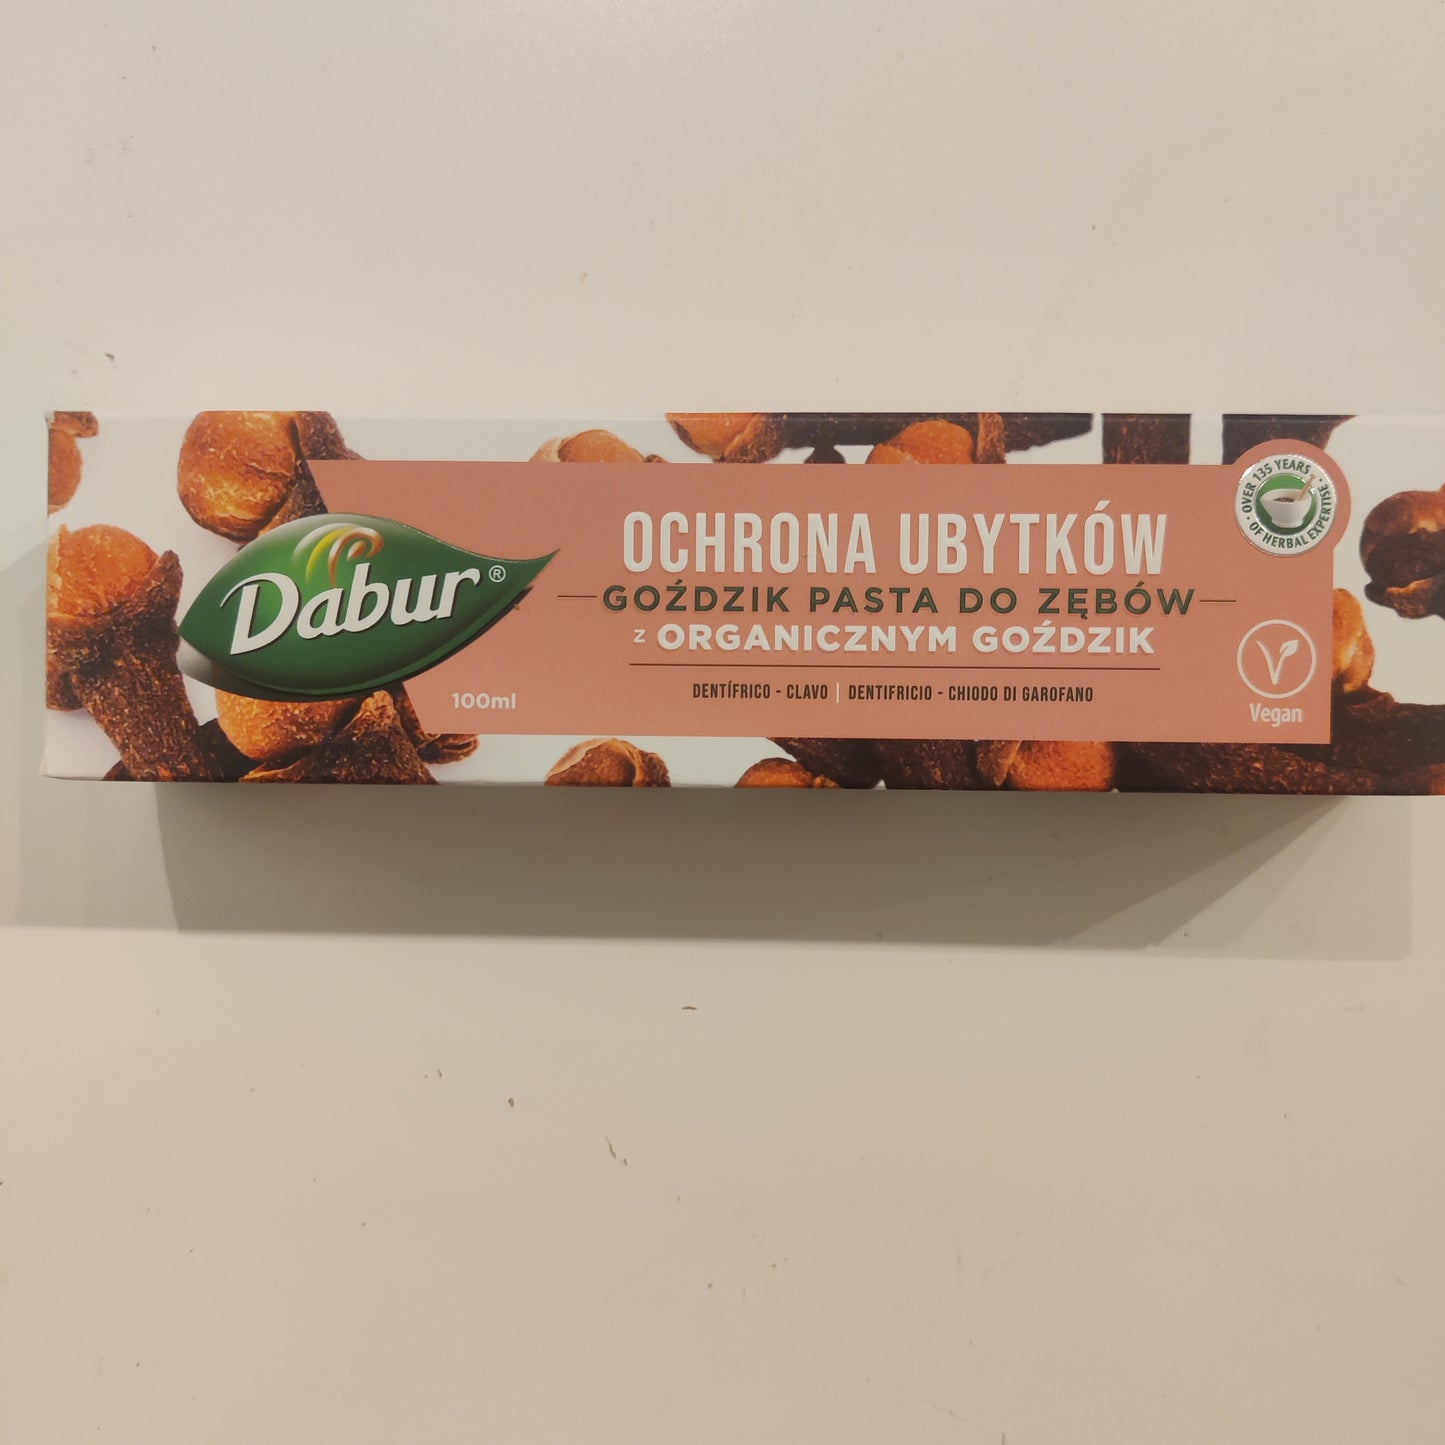 Dabur®
100ml
OCHRONA UBYTKÓW
GOŹDZIK PASTA DO ZĘBÓW
z ORGANICZNYM GOŹDZIK
DENTÍFRICO - CLAVO | DENTIFRICIO - CHIODO DI GAROFANO
• OVER 135 YEARS •
OF HERBAL EXPERTISE
Vegan